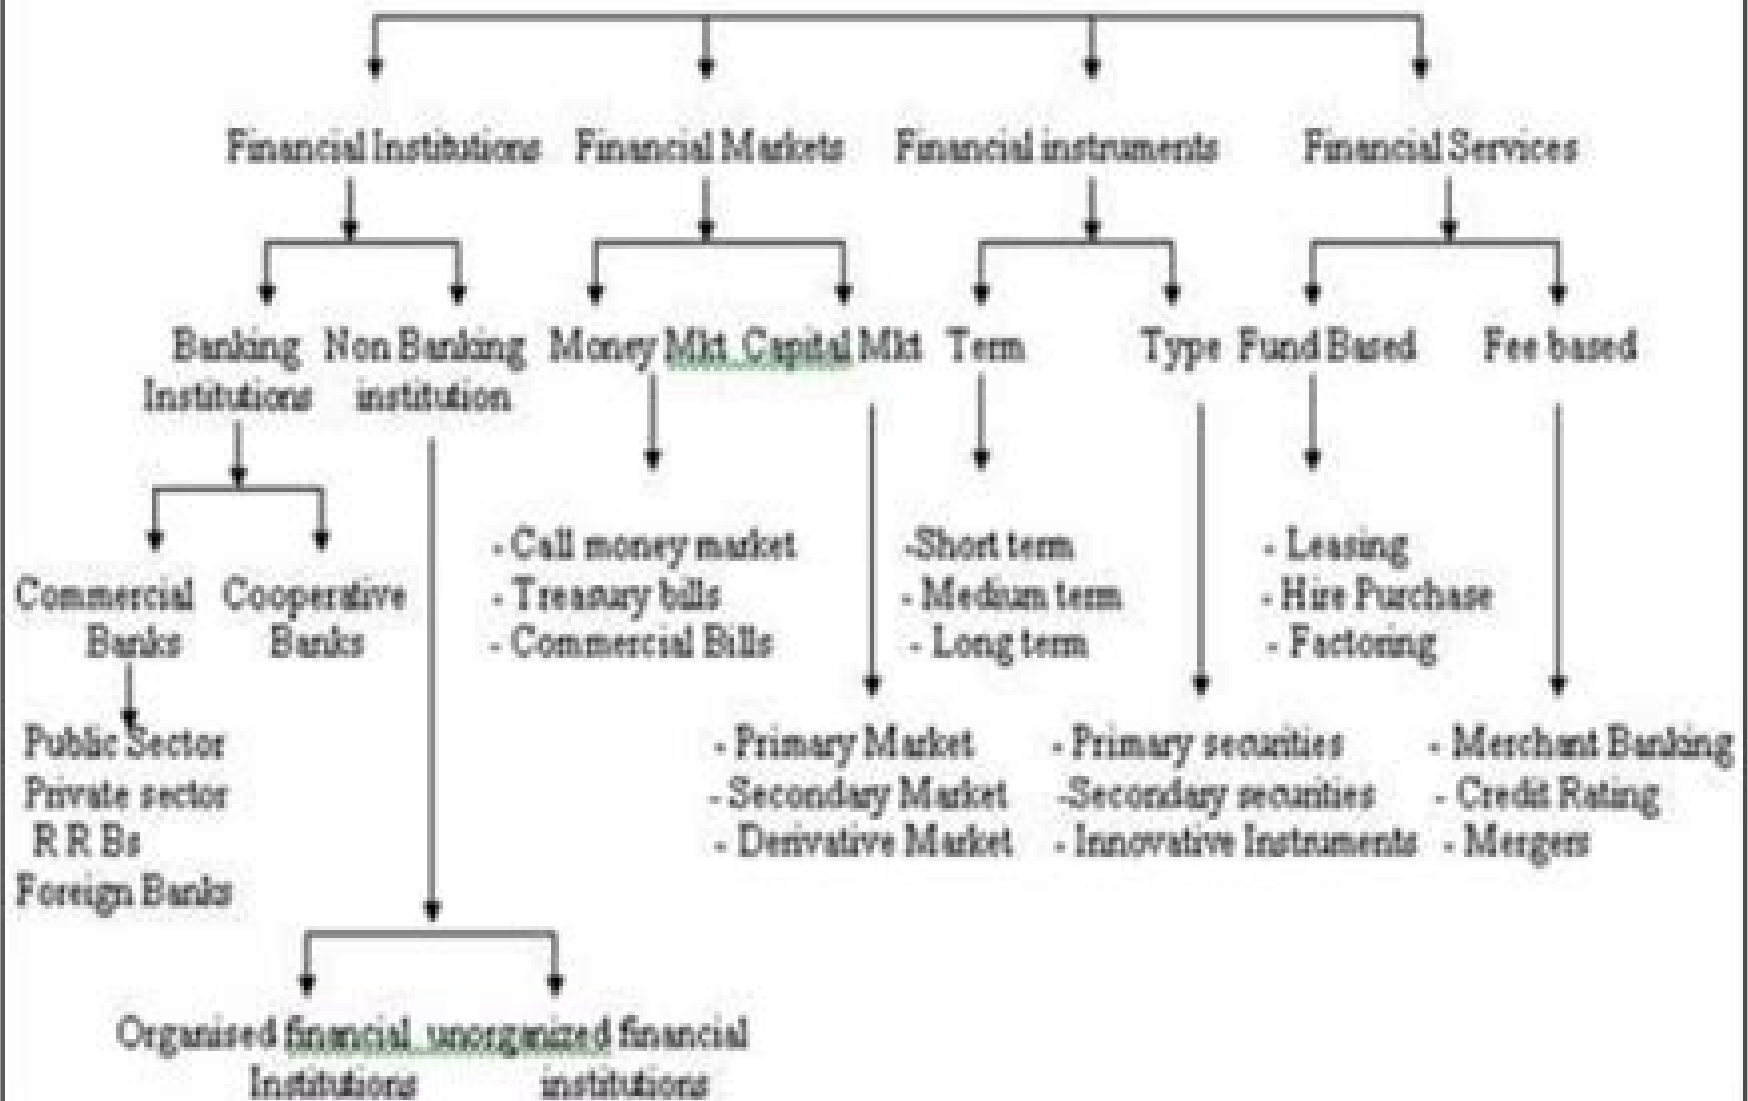 Financial Institutions Financial Markets Financial instruments Financial Services
Banking Non Banking Money Mkt Capital Mkt Term Type Fund Based Fee based
Institutions institution
- Call money market -Short term - Leasing
Commercial Cooperative - Treasury bills - Medium term - Hire Purchase
Banks Banks - Commercial Bills - Long term - Factoring
Public Sector - Primary Market - Primary securities - Merchant Banking
Private sector - Secondary Market -Secondary securities - Credit Rating
R R Bs - Derivative Market - Innovative Instruments - Mergers
Foreign Banks
Organised financial unorganized financial
Institutions institutions